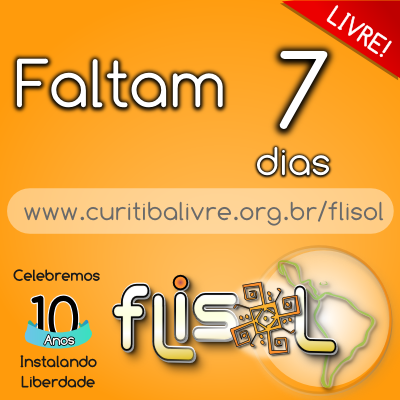 LIVRE!
Faltam 7
dias
www.curitibalivre.org.br/flisol
Celebremos
10
Anos
Instalando
Liberdade
flisol